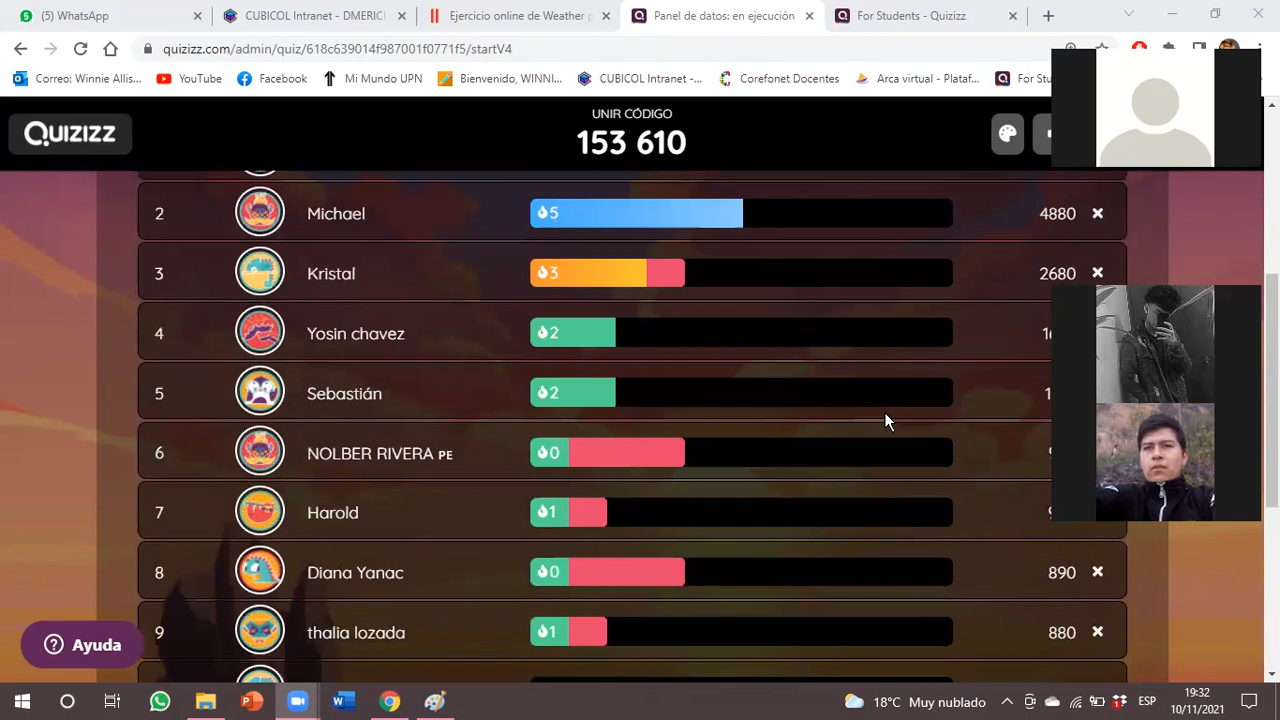 (5) WhatsApp
CUBICOL Intranet - DMERICI
Ejercicio online de Weather p
Panel de datos: en ejecución
For Students - Quizizz
quizizz.com/admin/quiz/618c639014f987001f0771f5/startV4
Correo: Winnie Allis...
YouTube
Facebook
Mi Mundo UPN
Bienvenido, WINNI...
CUBICOL Intranet -...
Corefonet Docentes
Arca virtual - Plataf...
For Stu
QUIZIZZ
UNIR CÓDIGO
153 610
2 Michael 5 4880
3 Kristal 3 2680
4 Yosin chavez 2
5 Sebastián 2
6 NOLBER RIVERA PE 0
7 Harold 1
8 Diana Yanac 0 890
9 thalia lozada 1 880
Ayuda
18°C Muy nublado
ESP
19:32
10/11/2021